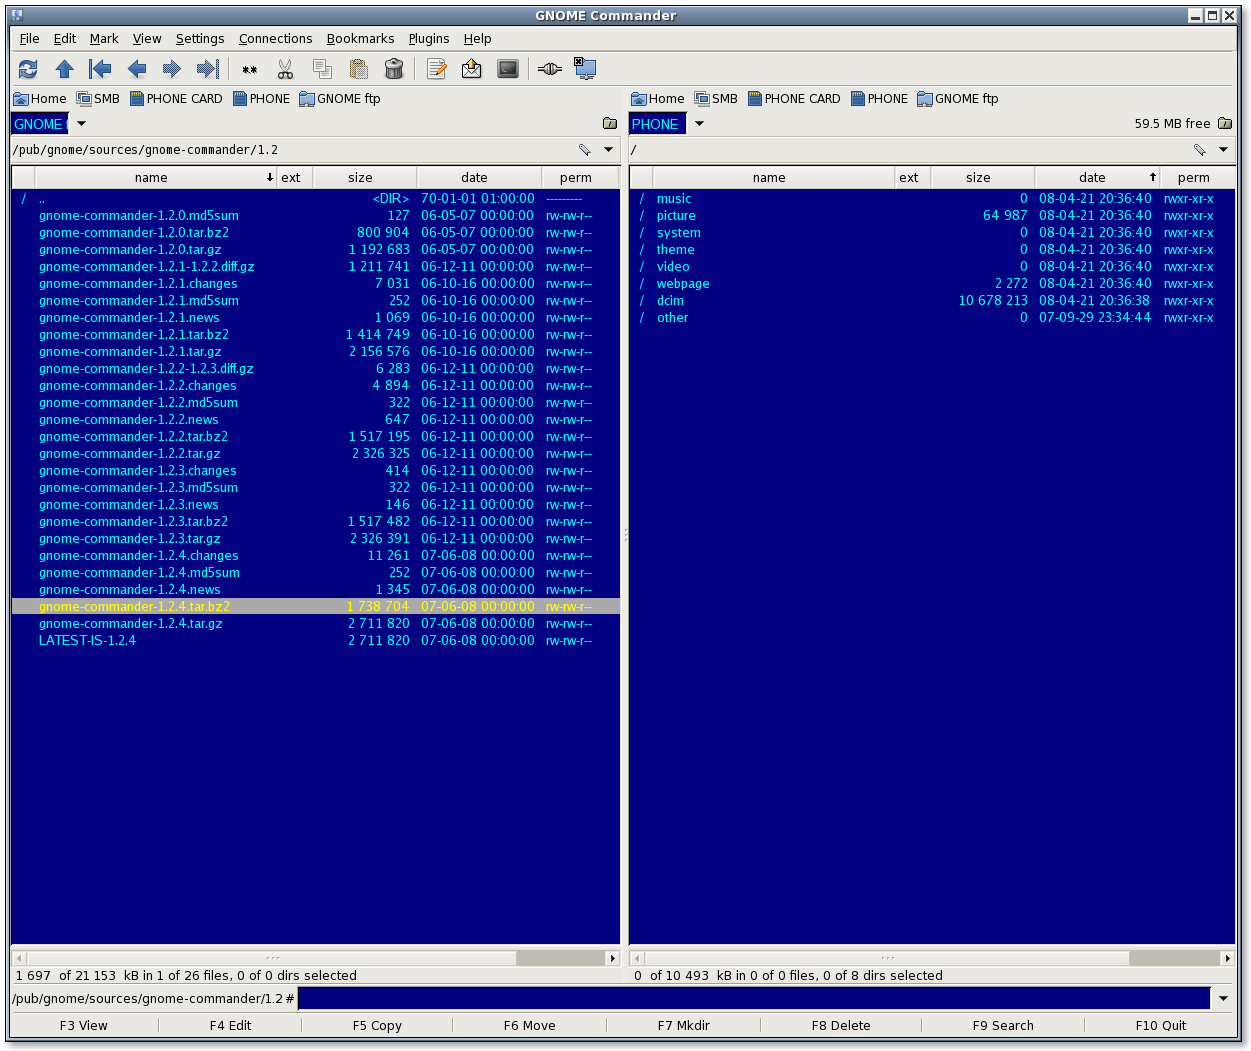 GNOME Commander
File Edit Mark View Settings Connections Bookmarks Plugins Help
Home SMB PHONE CARD PHONE GNOME ftp
Home SMB PHONE CARD PHONE GNOME ftp
GNOME f
PHONE 59.5 MB free
/pub/gnome/sources/gnome-commander/1.2
/
name ext size date perm
/ .. <DIR> 70-01-01 01:00:00 ---------
gnome-commander-1.2.0.md5sum 127 06-05-07 00:00:00 rw-rw-r--
gnome-commander-1.2.0.tar.bz2 800 904 06-05-07 00:00:00 rw-rw-r--
gnome-commander-1.2.0.tar.gz 1 192 683 06-05-07 00:00:00 rw-rw-r--
gnome-commander-1.2.1-1.2.2.diff.gz 1 211 741 06-12-11 00:00:00 rw-rw-r--
gnome-commander-1.2.1.changes 7 031 06-10-16 00:00:00 rw-rw-r--
gnome-commander-1.2.1.md5sum 252 06-10-16 00:00:00 rw-rw-r--
gnome-commander-1.2.1.news 1 069 06-10-16 00:00:00 rw-rw-r--
gnome-commander-1.2.1.tar.bz2 1 414 749 06-10-16 00:00:00 rw-rw-r--
gnome-commander-1.2.1.tar.gz 2 156 576 06-10-16 00:00:00 rw-rw-r--
gnome-commander-1.2.2-1.2.3.diff.gz 6 283 06-12-11 00:00:00 rw-rw-r--
gnome-commander-1.2.2.changes 4 894 06-12-11 00:00:00 rw-rw-r--
gnome-commander-1.2.2.md5sum 322 06-12-11 00:00:00 rw-rw-r--
gnome-commander-1.2.2.news 647 06-12-11 00:00:00 rw-rw-r--
gnome-commander-1.2.2.tar.bz2 1 517 195 06-12-11 00:00:00 rw-rw-r--
gnome-commander-1.2.2.tar.gz 2 326 325 06-12-11 00:00:00 rw-rw-r--
gnome-commander-1.2.3.changes 414 06-12-11 00:00:00 rw-rw-r--
gnome-commander-1.2.3.md5sum 322 06-12-11 00:00:00 rw-rw-r--
gnome-commander-1.2.3.news 146 06-12-11 00:00:00 rw-rw-r--
gnome-commander-1.2.3.tar.bz2 1 517 482 06-12-11 00:00:00 rw-rw-r--
gnome-commander-1.2.3.tar.gz 2 326 391 06-12-11 00:00:00 rw-rw-r--
gnome-commander-1.2.4.changes 11 261 07-06-08 00:00:00 rw-rw-r--
gnome-commander-1.2.4.md5sum 252 07-06-08 00:00:00 rw-rw-r--
gnome-commander-1.2.4.news 1 345 07-06-08 00:00:00 rw-rw-r--
gnome-commander-1.2.4.tar.bz2 1 738 704 07-06-08 00:00:00 rw-rw-r--
gnome-commander-1.2.4.tar.gz 2 711 820 07-06-08 00:00:00 rw-rw-r--
LATEST-IS-1.2.4 2 711 820 07-06-08 00:00:00 rw-rw-r--
name ext size date perm
/ music 0 08-04-21 20:36:40 rwxr-xr-x
/ picture 64 987 08-04-21 20:36:40 rwxr-xr-x
/ system 0 08-04-21 20:36:40 rwxr-xr-x
/ theme 0 08-04-21 20:36:40 rwxr-xr-x
/ video 0 08-04-21 20:36:40 rwxr-xr-x
/ webpage 2 272 08-04-21 20:36:40 rwxr-xr-x
/ dcim 10 678 213 08-04-21 20:36:38 rwxr-xr-x
/ other 0 07-09-29 23:34:44 rwxr-xr-x
1 697 of 21 153 kB in 1 of 26 files, 0 of 0 dirs selected
0 of 10 493 kB in 0 of 0 files, 0 of 8 dirs selected
/pub/gnome/sources/gnome-commander/1.2 #
F3 View F4 Edit F5 Copy F6 Move F7 Mkdir F8 Delete F9 Search F10 Quit